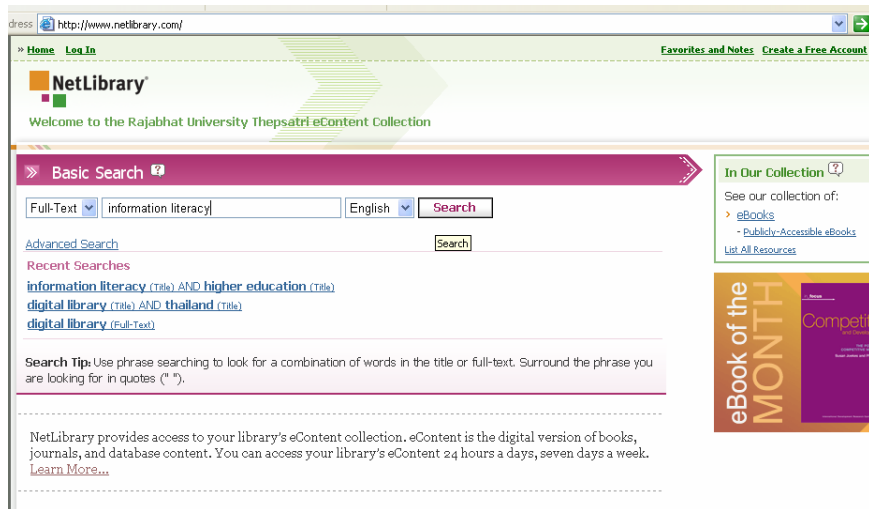 dress http://www.netlibrary.com/
» Home Log In Favorites and Notes Create a Free Account
NetLibrary
Welcome to the Rajabhat University Thepsatri eContent Collection
» Basic Search ?
Full-Text information literacy English Search
Advanced Search Search
Recent Searches
information literacy (Title) AND higher education (Title)
digital library (Title) AND thailand (Title)
digital library (Full-Text)
Search Tip: Use phrase searching to look for a combination of words in the title or full-text. Surround the phrase you
are looking for in quotes (" ").
NetLibrary provides access to your library's eContent collection. eContent is the digital version of books,
journals, and database content. You can access your library's eContent 24 hours a days, seven days a week.
Learn More...
In Our Collection ?
See our collection of:
› eBooks
- Publicly-Accessible eBooks
List All Resources
eBook of the
MONTH
focus
Competit